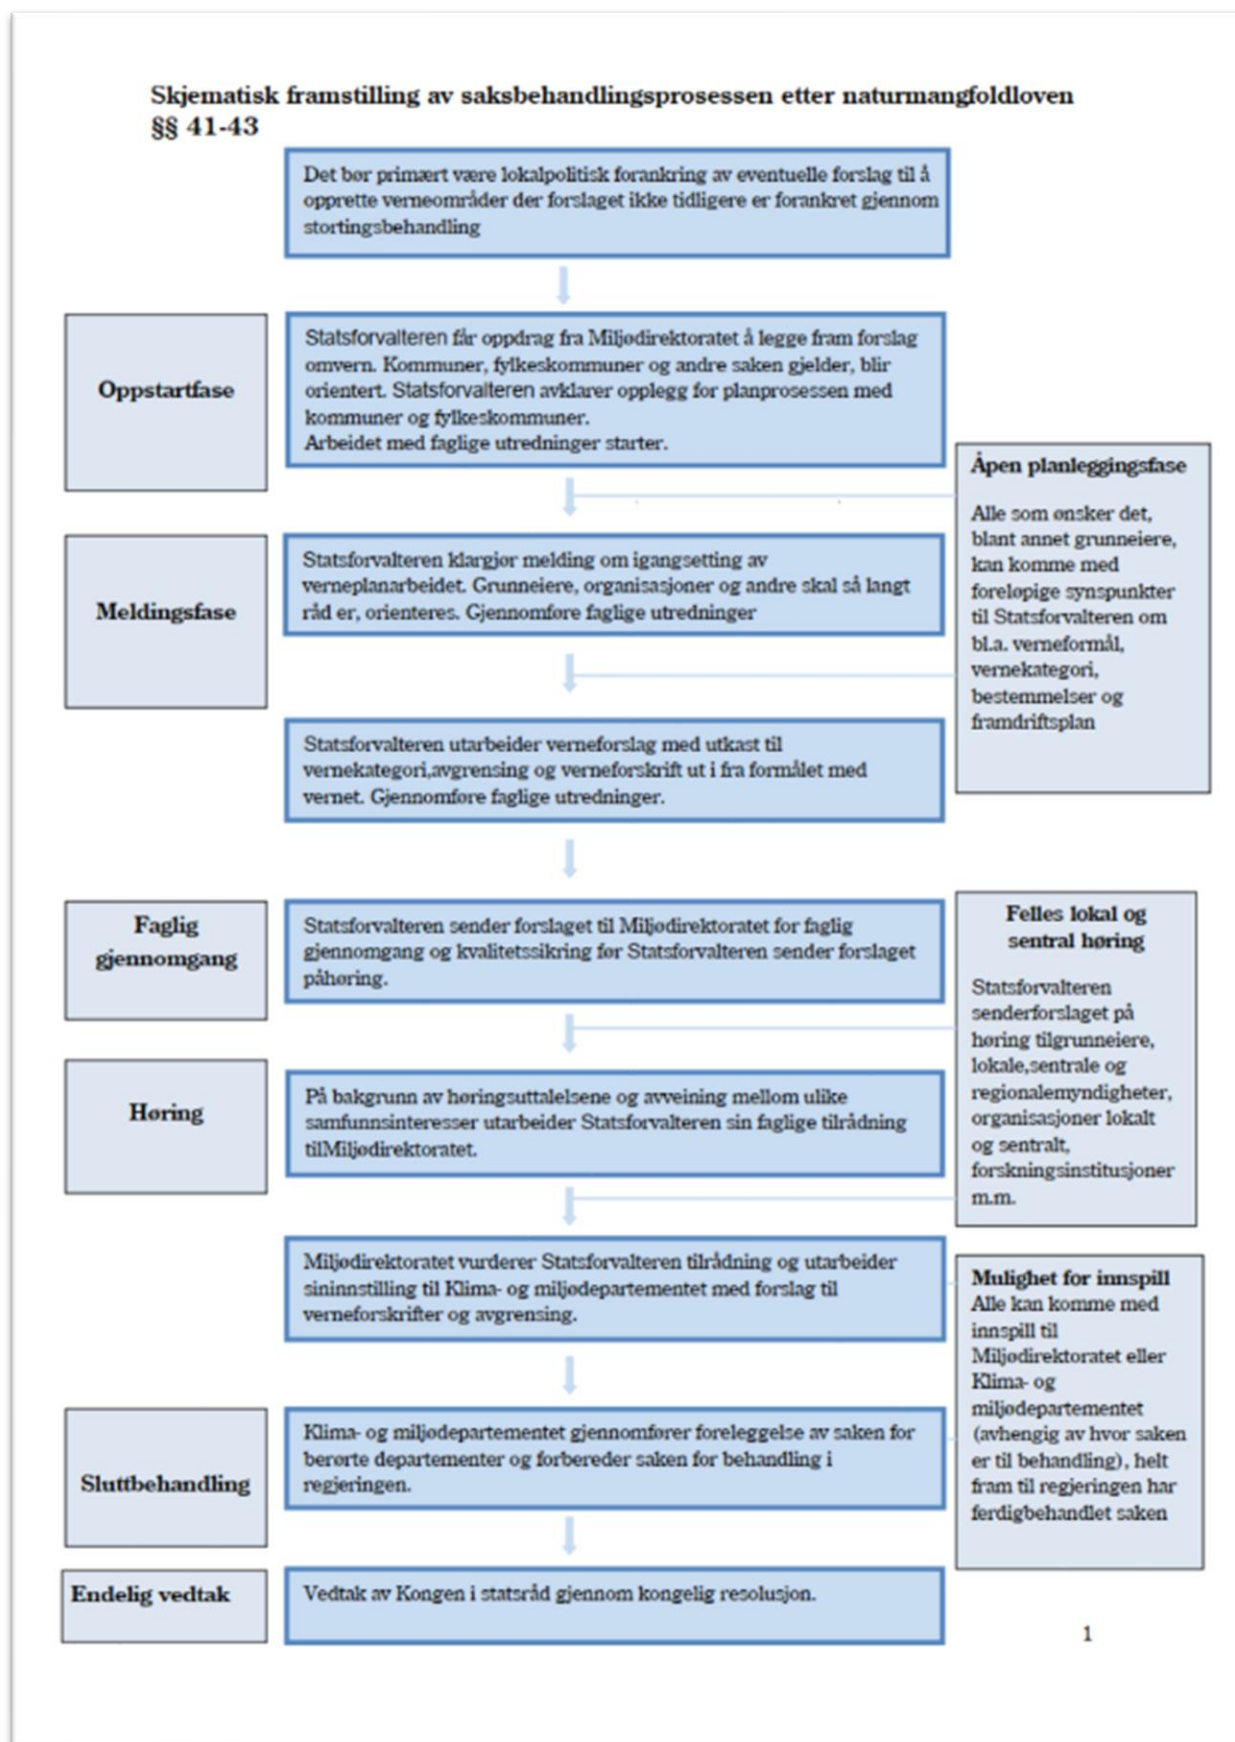 Skjematisk framstilling av saksbehandlingsprosessen etter naturmangfoldloven
§§ 41-43
Det bør primært være lokalpolitisk forankring av eventuelle forslag til å
opprette verneområder der forslaget ikke tidligere er forankret gjennom
stortingsbehandling
Oppstartfase
Statsforvalteren får oppdrag fra Miljødirektoratet å legge fram forslag
omvern. Kommuner, fylkeskommuner og andre saken gjelder, blir
orientert. Statsforvalteren avklarer opplegg for planprosessen med
kommuner og fylkeskommuner.
Arbeidet med faglige utredninger starter.
Åpen planleggingsfase
Alle som ønsker det,
blant annet grunneiere,
kan komme med
foreløpige synspunkter
til Statsforvalteren om
bl.a. verneformål,
vernekategori,
bestemmelser og
framdriftsplan
Meldingsfase
Statsforvalteren klargjør melding om igangsetting av
verneplanarbeidet. Grunneiere, organisasjoner og andre skal så langt
råd er, orienteres. Gjennomføre faglige utredninger
Statsforvalteren utarbeider verneforslag med utkast til
vernekategori,avgrensing og verneforskrift ut i fra formålet med
vernet. Gjennomføre faglige utredninger.
Faglig
gjennomgang
Statsforvalteren sender forslaget til Miljødirektoratet for faglig
gjennomgang og kvalitetssikring før Statsforvalteren sender forslaget
påhøring.
Felles lokal og
sentral høring
Statsforvalteren
senderforslaget på
høring tilgrunneiere,
lokale,sentrale og
regionalemyndigheter,
organisasjoner lokalt
og sentralt,
forskningsinstitusjoner
m.m.
Høring
På bakgrunn av høringsuttalelsene og avveining mellom ulike
samfunnsinteresser utarbeider Statsforvalteren sin faglige tilrådning
tilMiljødirektoratet.
Miljødirektoratet vurderer Statsforvalteren tilrådning og utarbeider
sininnstilling til Klima- og miljødepartementet med forslag til
verneforskrifter og avgrensing.
Mulighet for innspill
Alle kan komme med
innspill til
Miljødirektoratet eller
Klima- og
miljødepartementet
(avhengig av hvor saken
er til behandling), helt
fram til regjeringen har
ferdigbehandlet saken
Sluttbehandling
Klima- og miljødepartementet gjennomfører foreleggelse av saken for
berørte departementer og forbereder saken for behandling i
regjeringen.
Endelig vedtak
Vedtak av Kongen i statsråd gjennom kongelig resolusjon.
1